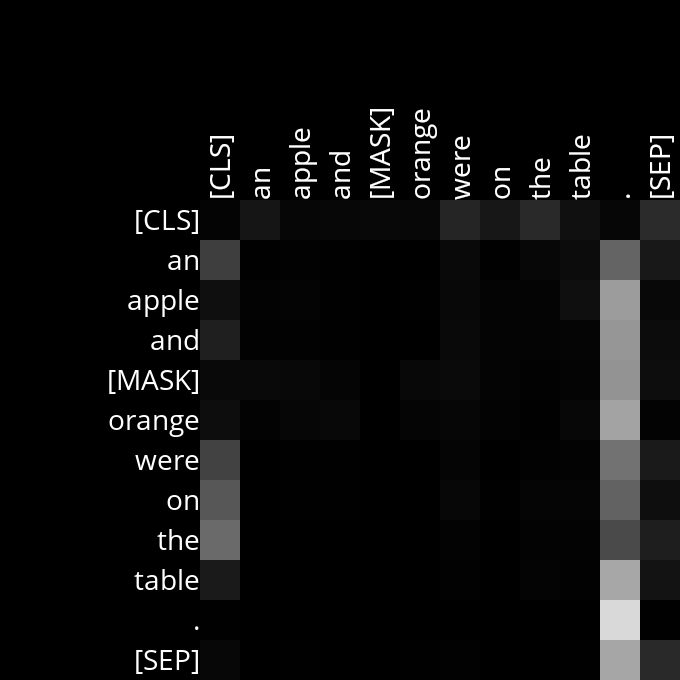 [CLS] an apple and [MASK] orange were on the table . [SEP]
[CLS]
an
apple
and
[MASK]
orange
were
on
the
table
.
[SEP]